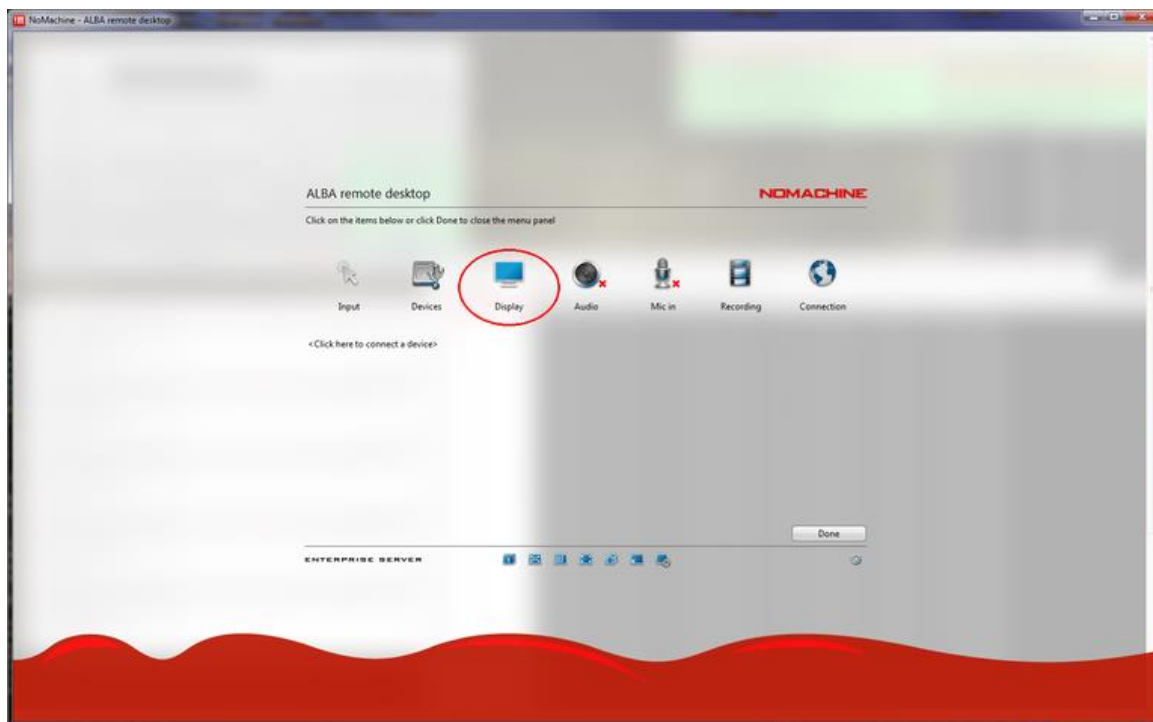 NoMachine - ALBA remote desktop
ALBA remote desktop
NOMACHINE
Click on the items below or click Done to close the menu panel
Input
Devices
Display
Audio
Mic in
Recording
Connection
<Click here to connect a device>
Done
ENTERPRISE SERVER